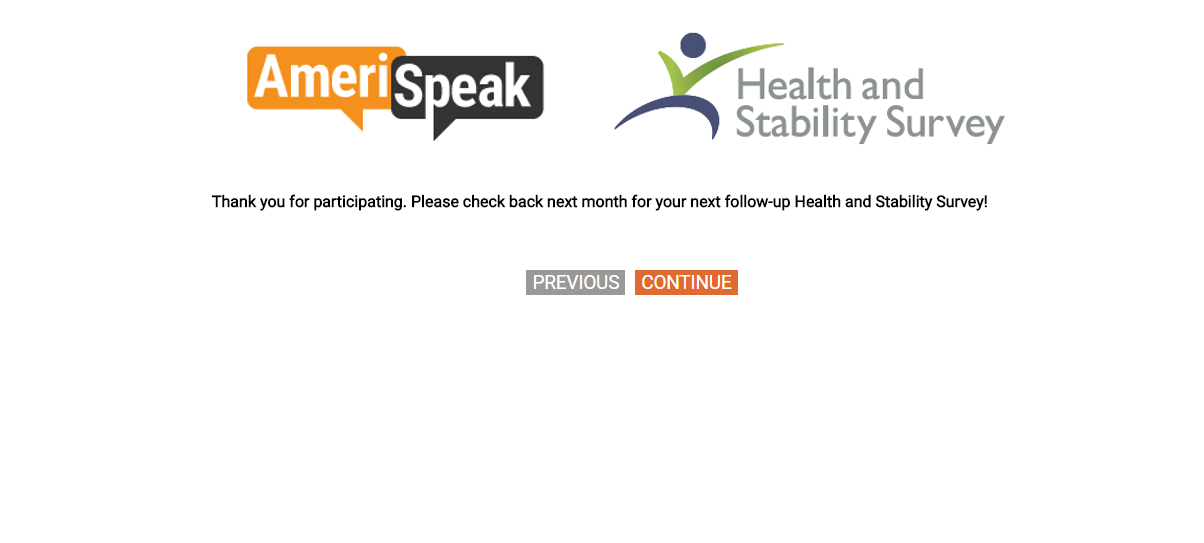 AmeriSpeak
Health and
Stability Survey
Thank you for participating. Please check back next month for your next follow-up Health and Stability Survey!
PREVIOUS CONTINUE